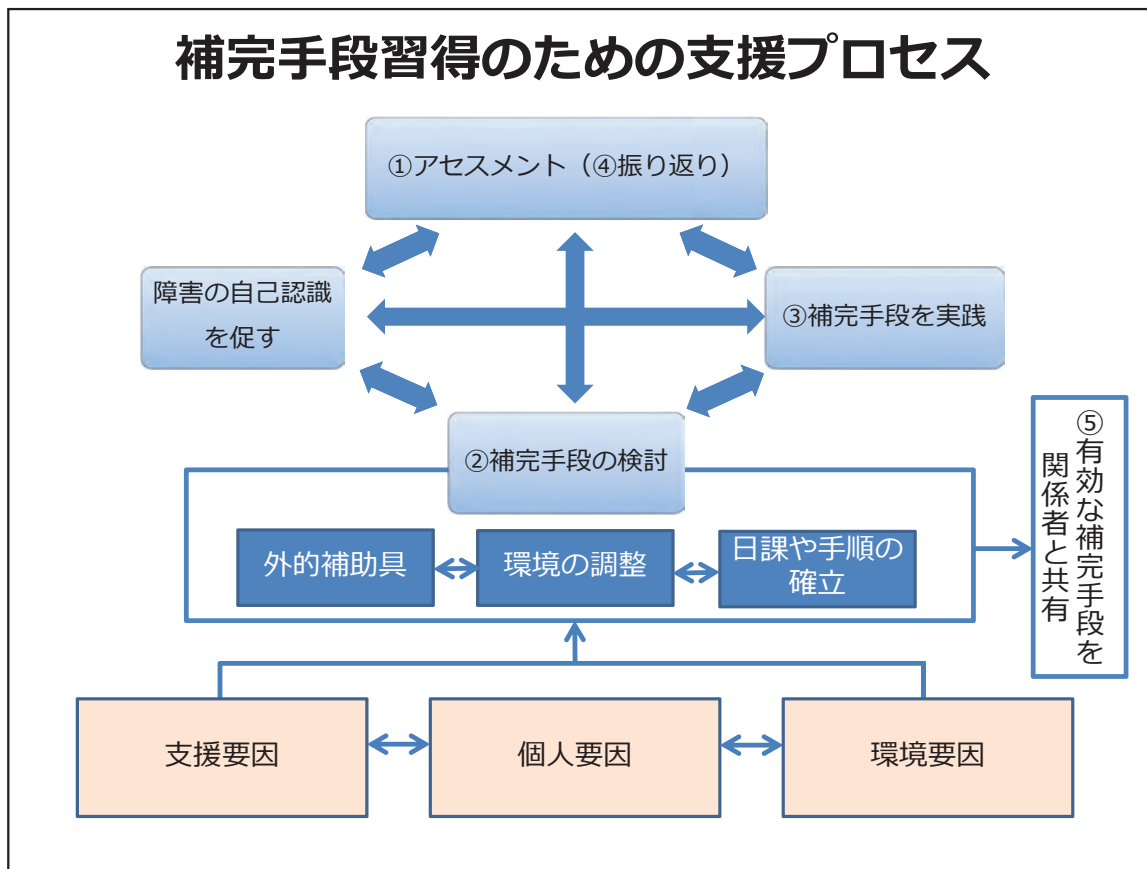 補完手段習得のための支援プロセス
①アセスメント（④振り返り）
障害の自己認識
を促す
③補完手段を実践
②補完手段の検討
外的補助具
環境の調整
日課や手順の
確立
⑤有効な補完手段を
関係者と共有
支援要因
個人要因
環境要因